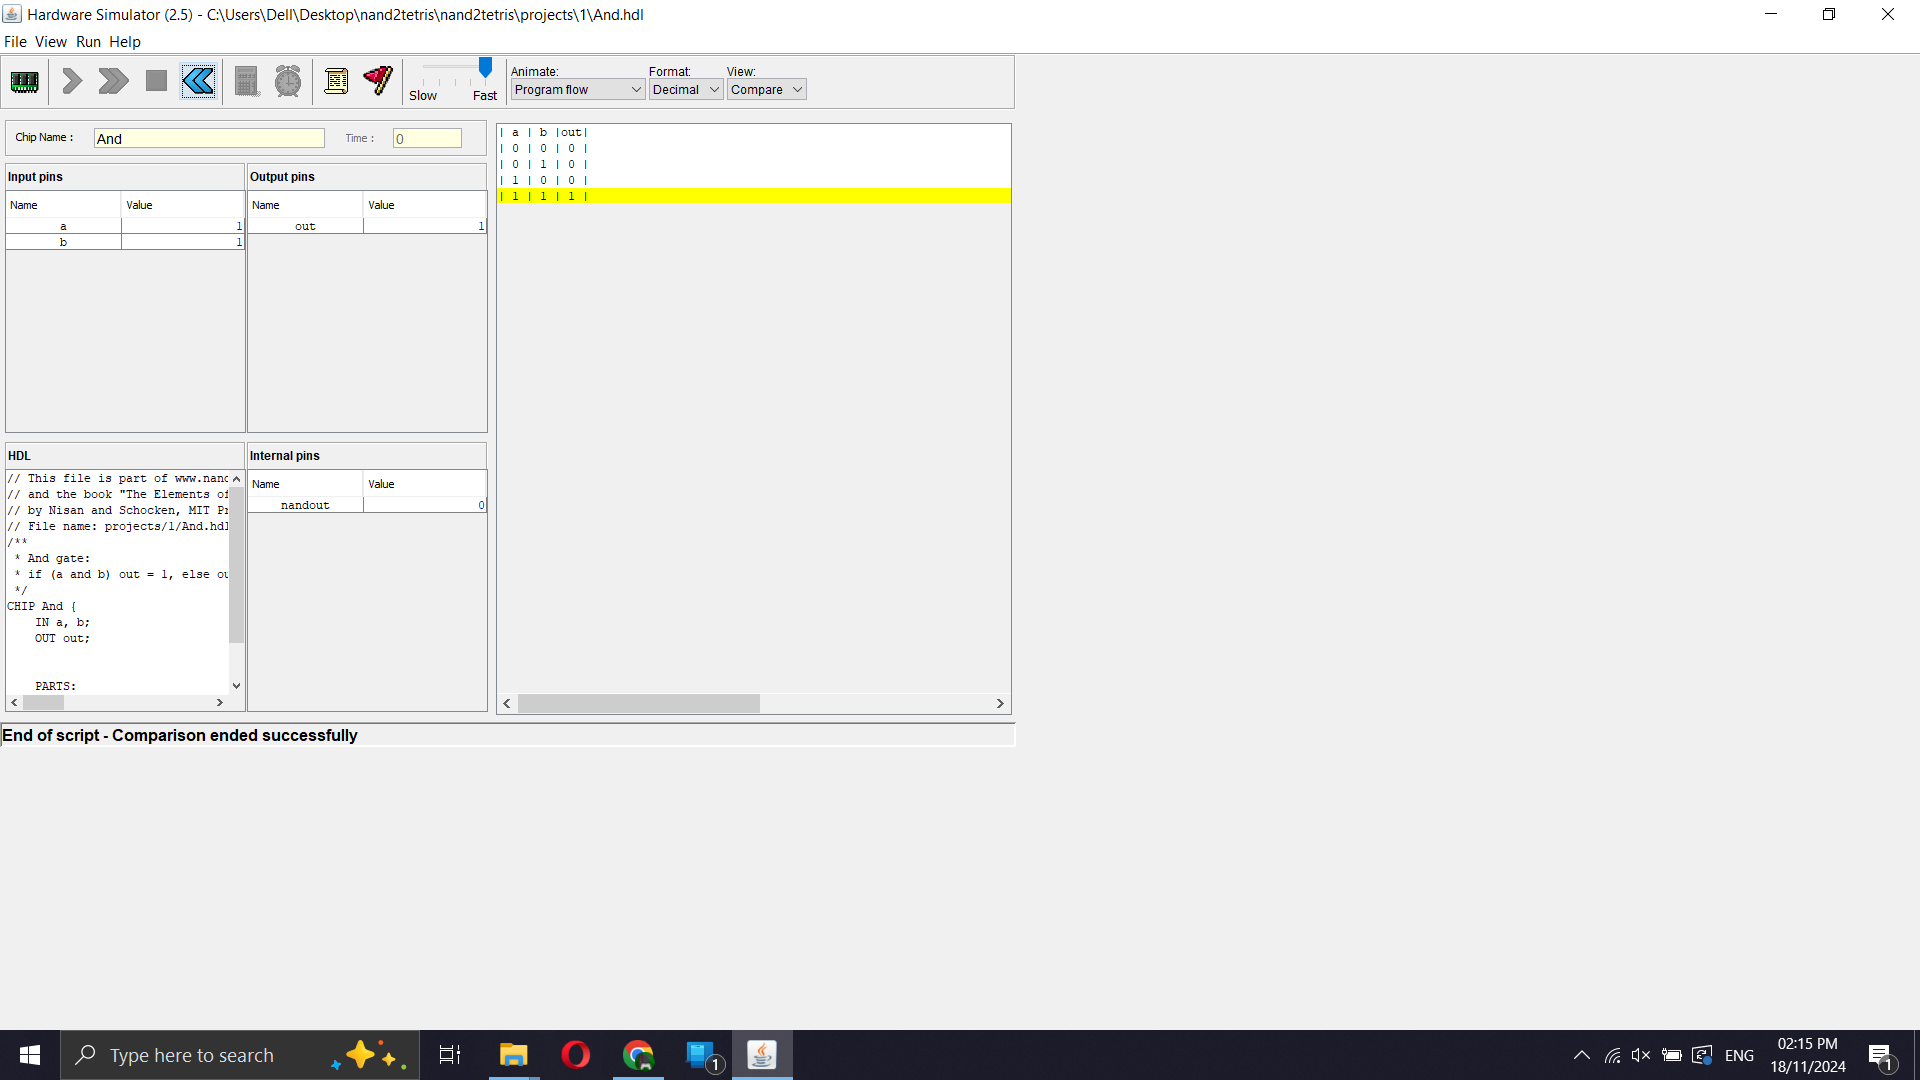 Hardware Simulator (2.5) - C:\Users\Dell\Desktop\nand2tetris\nand2tetris\projects\1\And.hdl
File View Run Help
Slow Fast
Animate: Format: View:
Program flow Decimal Compare
Chip Name : And Time : 0
Input pins
Name Value
a 1
b 1
Output pins
Name Value
out 1
| a | b |out|
| 0 | 0 | 0 |
| 0 | 1 | 0 |
| 1 | 0 | 0 |
| 1 | 1 | 1 |
HDL
// This file is part of www.nand
// and the book "The Elements of
// by Nisan and Schocken, MIT Pr
// File name: projects/1/And.hdl
/**
* And gate:
* if (a and b) out = 1, else ou
*/
CHIP And {
IN a, b;
OUT out;
PARTS:
Internal pins
Name Value
nandout 0
End of script - Comparison ended successfully
Type here to search
1
ENG
02:15 PM
18/11/2024
1